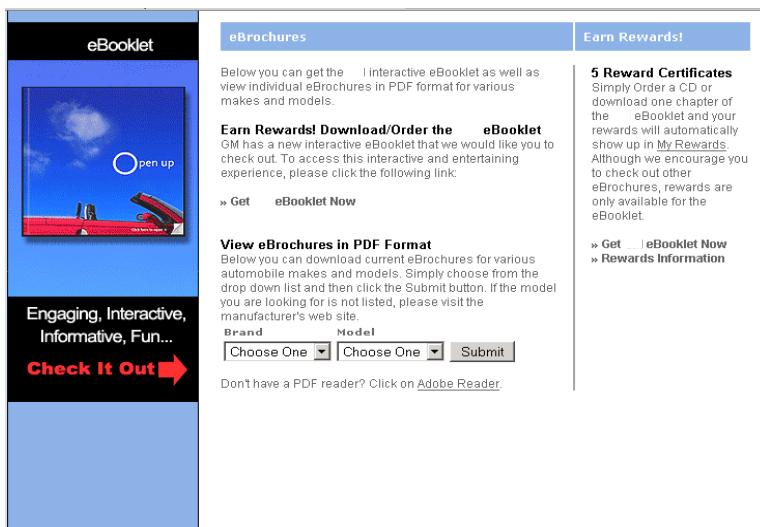 eBooklet
Open up
Click here to open
Engaging, Interactive,
Informative, Fun...
Check It Out
eBrochures
Below you can get the interactive eBooklet as well as
view individual eBrochures in PDF format for various
makes and models.
Earn Rewards! Download/Order the eBooklet
GM has a new interactive eBooklet that we would like you to
check out. To access this interactive and entertaining
experience, please click the following link:
» Get eBooklet Now
View eBrochures in PDF Format
Below you can download current eBrochures for various
automobile makes and models. Simply choose from the
drop down list and then click the Submit button. If the model
you are looking for is not listed, please visit the
manufacturer's web site.
Brand Model
Choose One Choose One Submit
Don't have a PDF reader? Click on Adobe Reader.
Earn Rewards!
5 Reward Certificates
Simply Order a CD or
download one chapter of
the eBooklet and your
rewards will automatically
show up in My Rewards.
Although we encourage you
to check out other
eBrochures, rewards are
only available for the
eBooklet.
» Get eBooklet Now
» Rewards Information